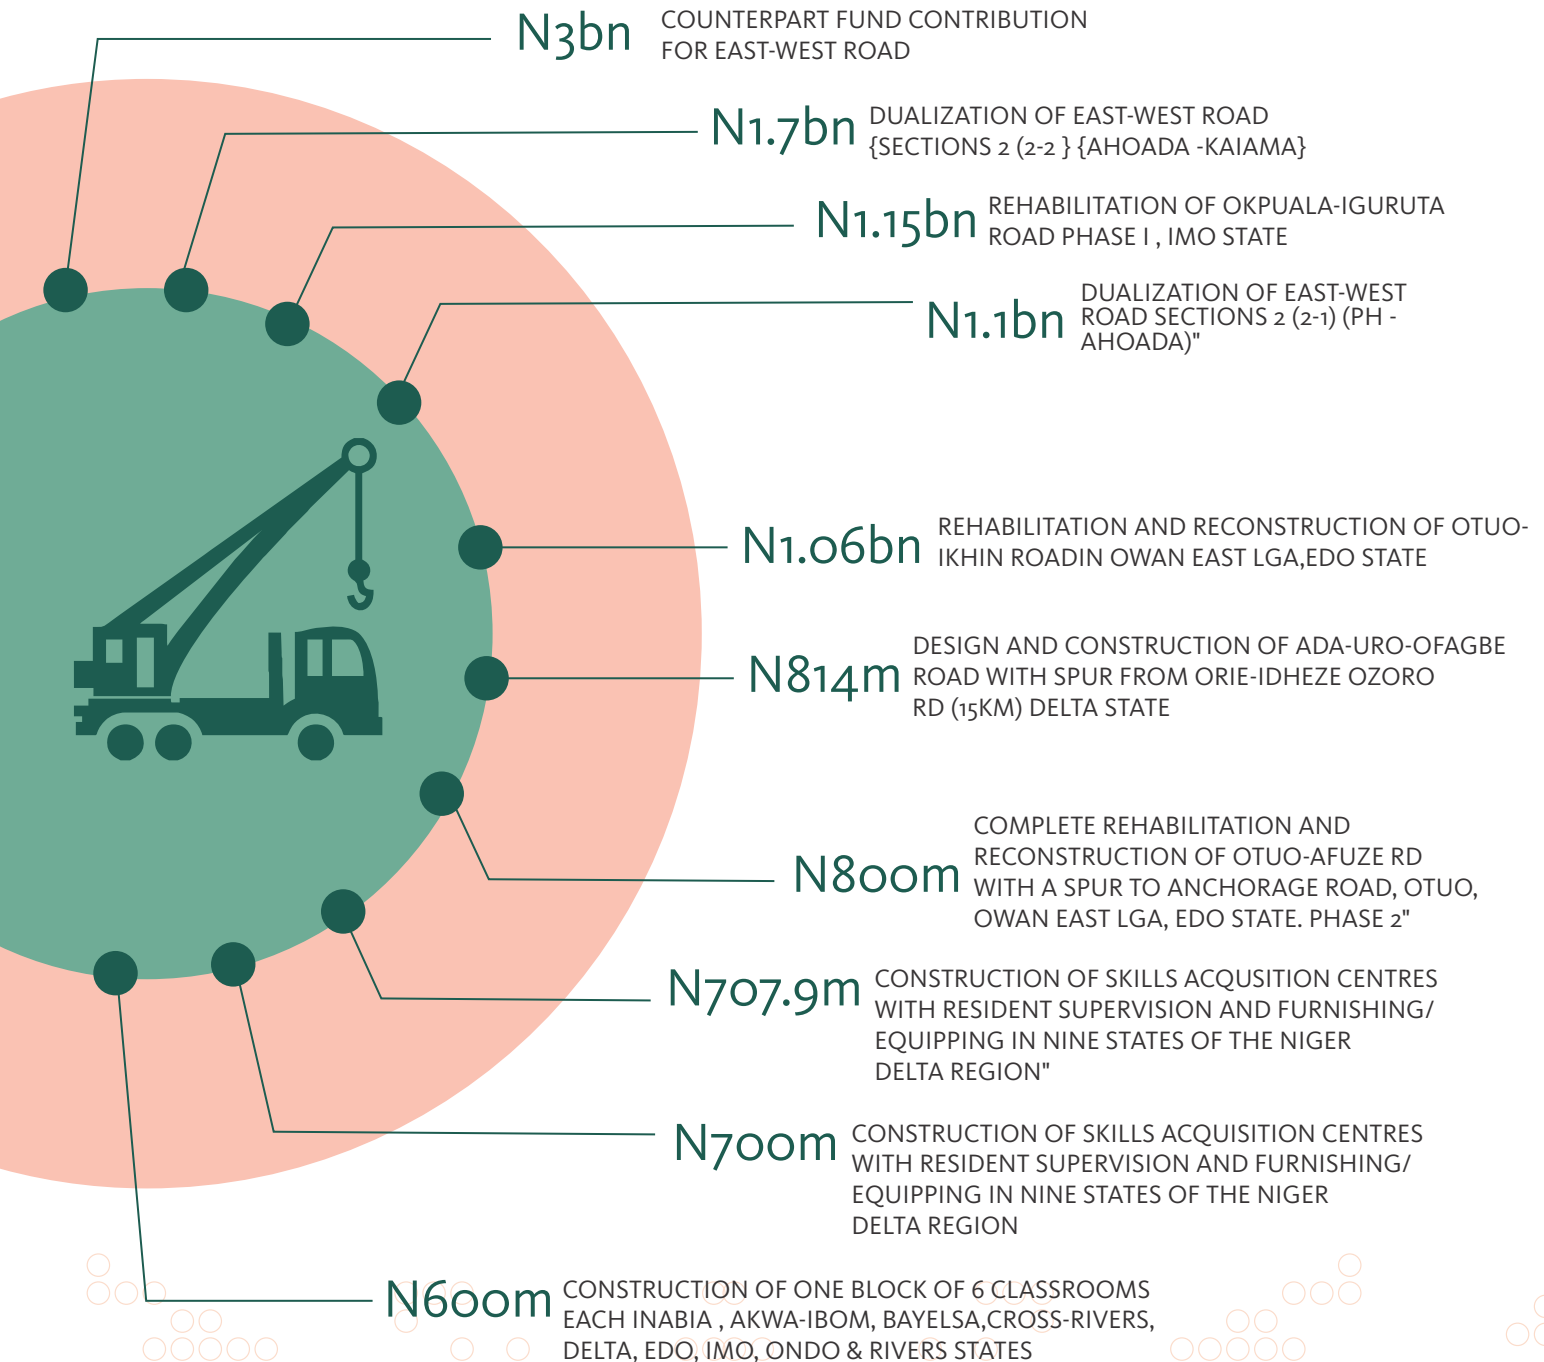 N3bn COUNTERPART FUND CONTRIBUTION
FOR EAST-WEST ROAD
N1.7bn DUALIZATION OF EAST-WEST ROAD
{SECTIONS 2 (2-2 } {AHOADA -KAIAMA}
N1.15bn REHABILITATION OF OKPUALA-IGURUTA
ROAD PHASE I , IMO STATE
N1.1bn DUALIZATION OF EAST-WEST
ROAD SECTIONS 2 (2-1) (PH -
AHOADA)"
N1.06bn REHABILITATION AND RECONSTRUCTION OF OTUO-
IKHIN ROADIN OWAN EAST LGA,EDO STATE
N814m DESIGN AND CONSTRUCTION OF ADA-URO-OFAGBE
ROAD WITH SPUR FROM ORIE-IDHEZE OZORO
RD (15KM) DELTA STATE
N800m COMPLETE REHABILITATION AND
RECONSTRUCTION OF OTUO-AFUZE RD
WITH A SPUR TO ANCHORAGE ROAD, OTUO,
OWAN EAST LGA, EDO STATE. PHASE 2"
N707.9m CONSTRUCTION OF SKILLS ACQUSITION CENTRES
WITH RESIDENT SUPERVISION AND FURNISHING/
EQUIPPING IN NINE STATES OF THE NIGER
DELTA REGION"
N700m CONSTRUCTION OF SKILLS ACQUISITION CENTRES
WITH RESIDENT SUPERVISION AND FURNISHING/
EQUIPPING IN NINE STATES OF THE NIGER
DELTA REGION
N600m CONSTRUCTION OF ONE BLOCK OF 6 CLASSROOMS
EACH INABIA , AKWA-IBOM, BAYELSA,CROSS-RIVERS,
DELTA, EDO, IMO, ONDO & RIVERS STATES